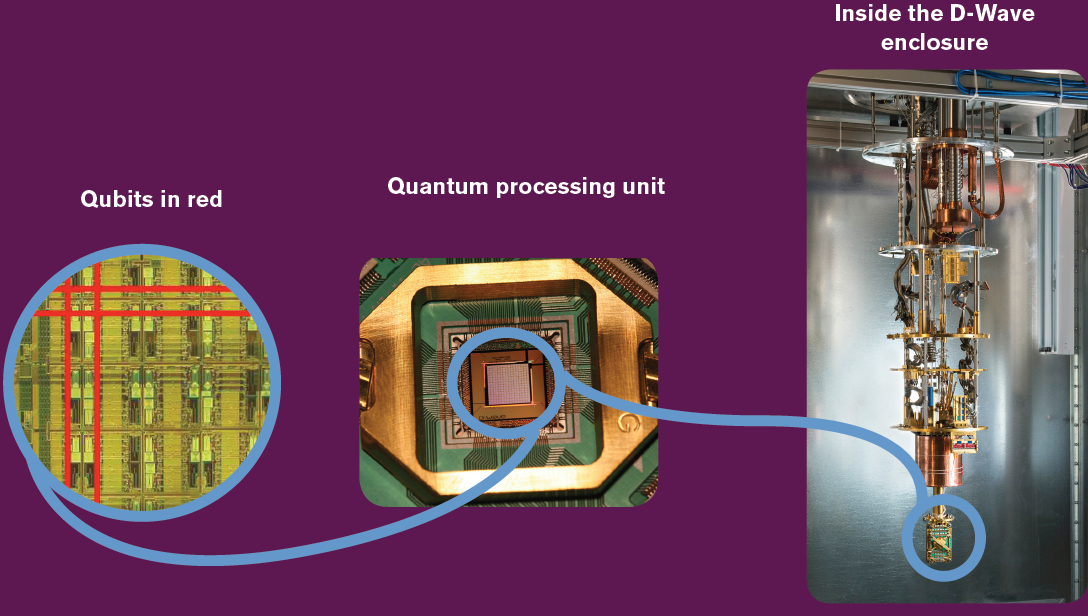 Inside the D-Wave
enclosure
Quantum processing unit
Qubits in red